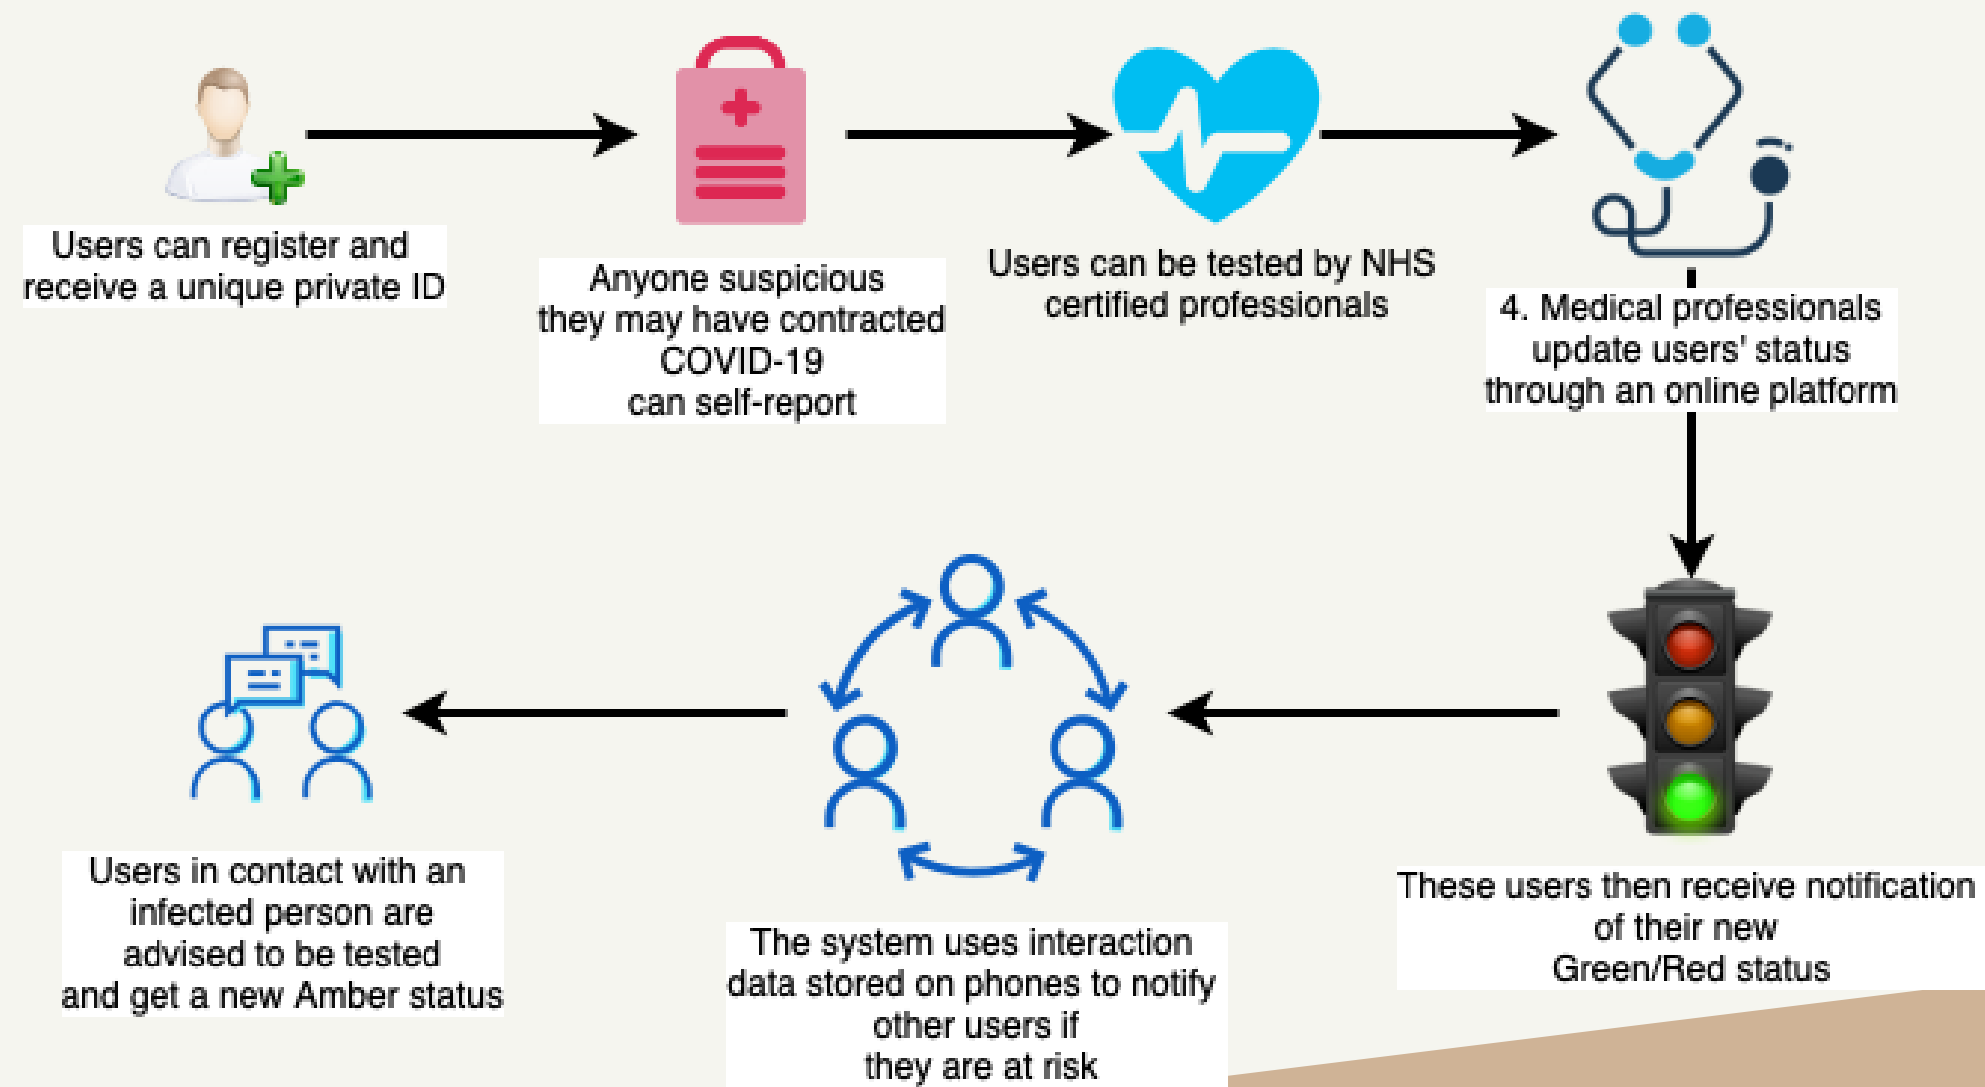 Users can register and
receive a unique private ID
Anyone suspicious
they may have contracted
COVID-19
can self-report
Users can be tested by NHS
certified professionals
4. Medical professionals
update users' status
through an online platform
These users then receive notification
of their new
Green/Red status
The system uses interaction
data stored on phones to notify
other users if
they are at risk
Users in contact with an
infected person are
advised to be tested
and get a new Amber status